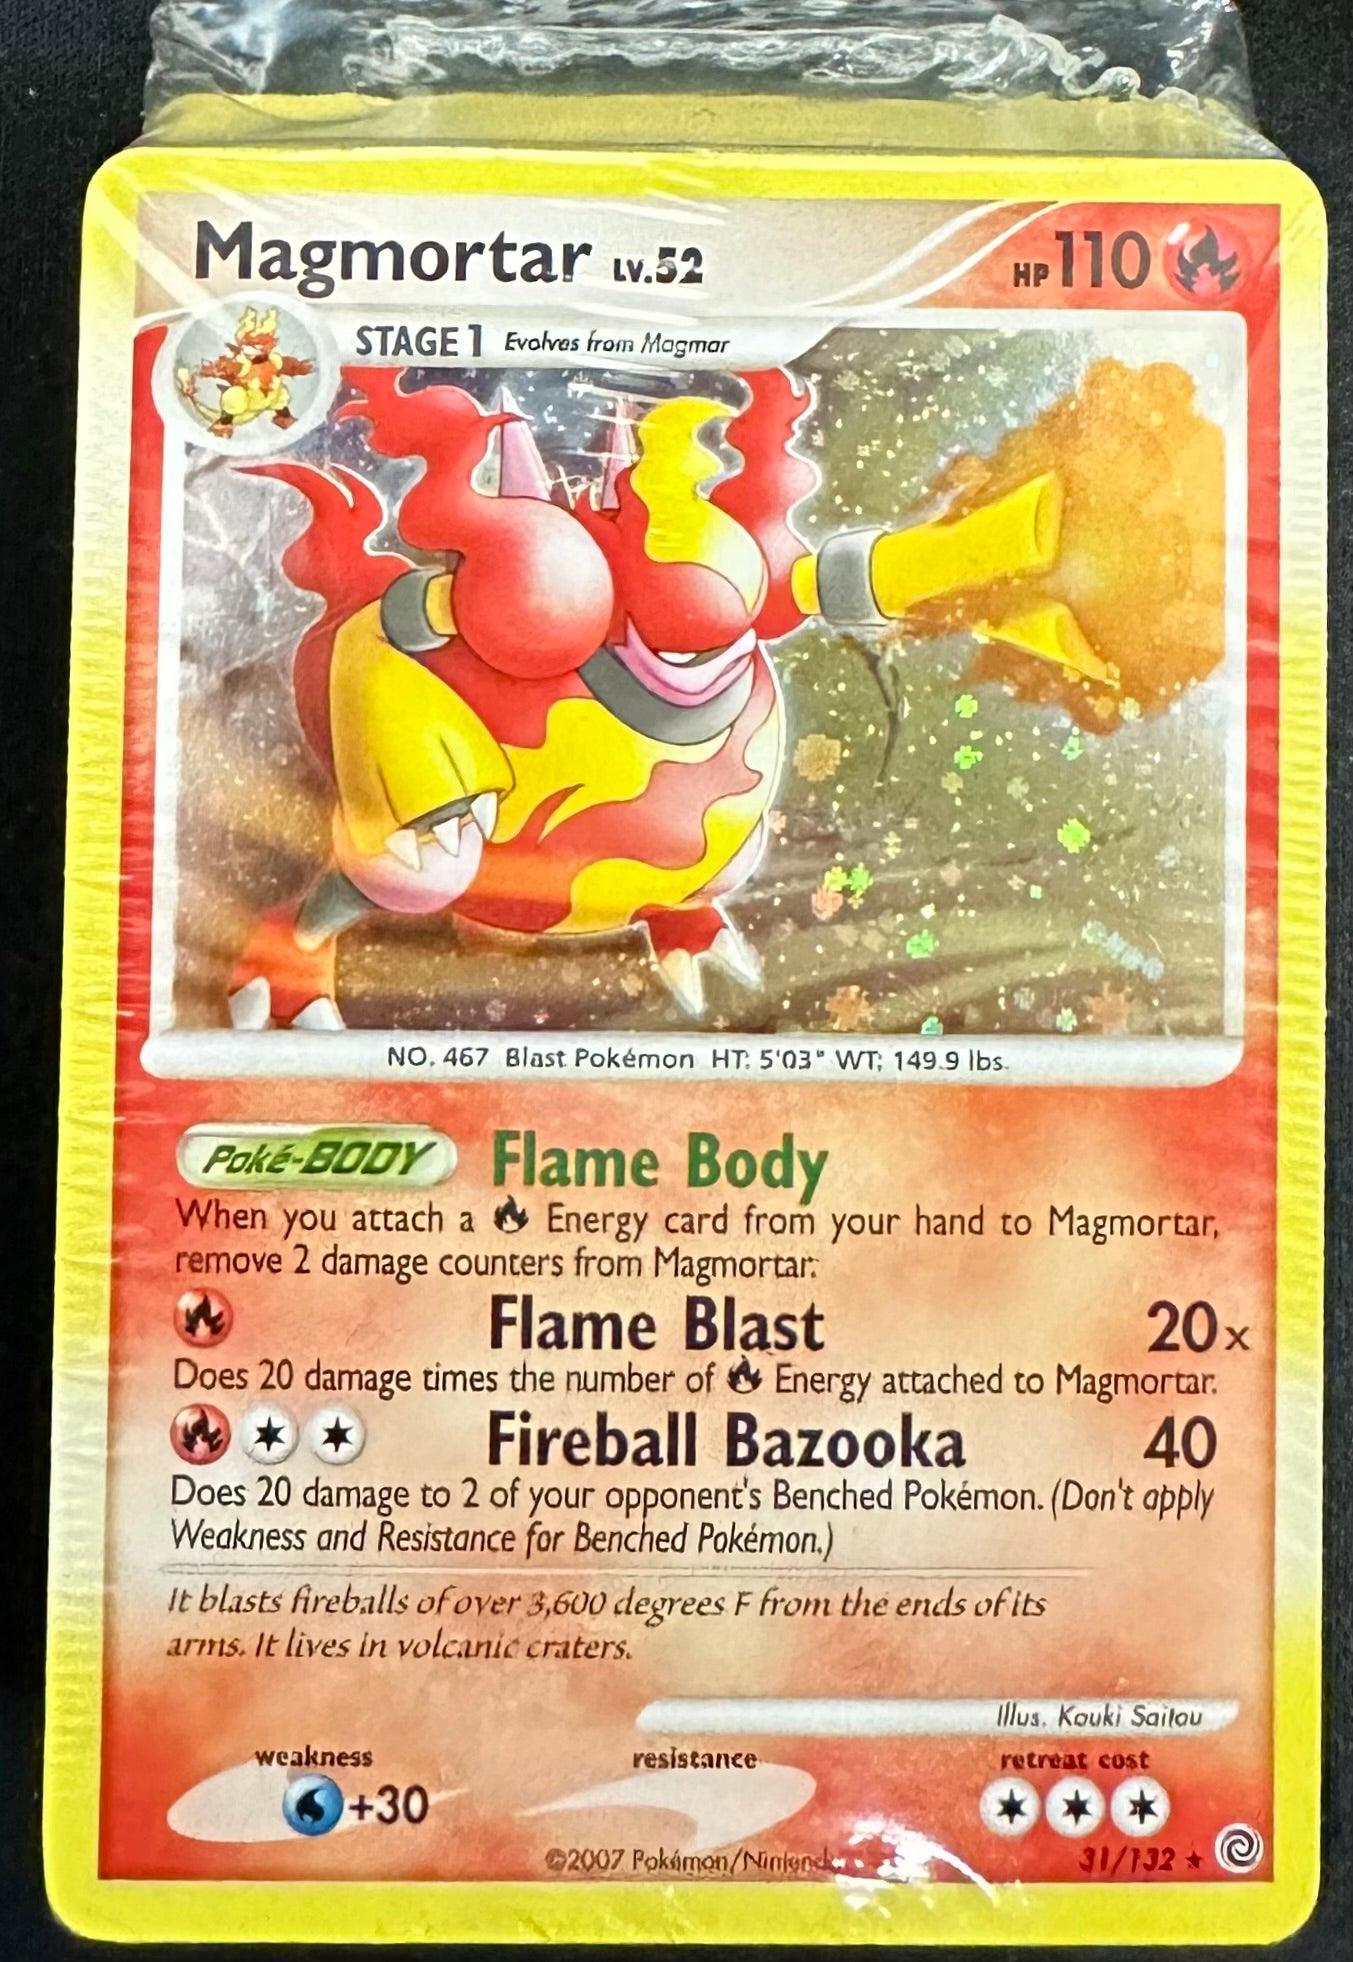 Magmortar LV.52 HP 110
STAGE 1 Evolves from Magmar
NO. 467 Blast Pokémon HT: 5'03" WT: 149.9 lbs.
Poké-BODY Flame Body
When you attach a Energy card from your hand to Magmortar,
remove 2 damage counters from Magmortar.
Flame Blast 20x
Does 20 damage times the number of Energy attached to Magmortar.
Fireball Bazooka 40
Does 20 damage to 2 of your opponent's Benched Pokémon. (Don't apply
Weakness and Resistance for Benched Pokémon.)
It blasts fireballs of over 3,600 degrees F from the ends of its
arms. It lives in volcanic craters.
Illus. Kouki Saitou
weakness resistance retreat cost
+30
©2007 Pokémon/Nintendo 31/132